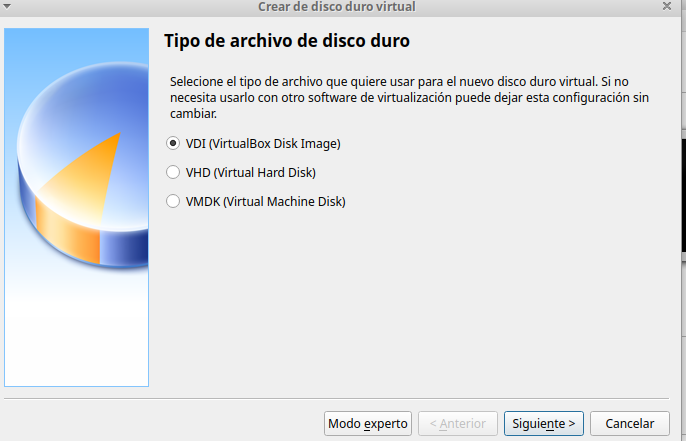 Crear de disco duro virtual
Tipo de archivo de disco duro
Selecione el tipo de archivo que quiere usar para el nuevo disco duro virtual. Si no
necesita usarlo con otro software de virtualización puede dejar esta configuración sin
cambiar.
VDI (VirtualBox Disk Image)
VHD (Virtual Hard Disk)
VMDK (Virtual Machine Disk)
Modo experto
< Anterior
Siguiente >
Cancelar